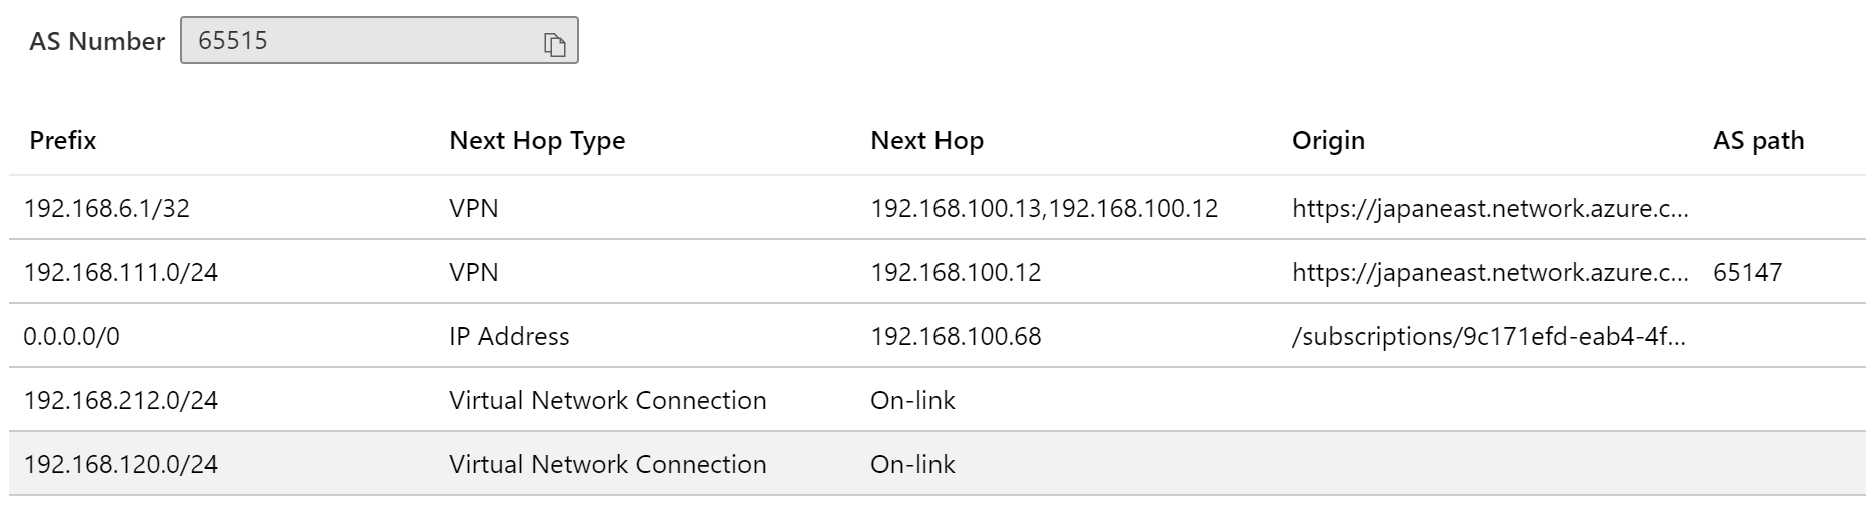 AS Number 65515
Prefix Next Hop Type Next Hop Origin AS path
192.168.6.1/32 VPN 192.168.100.13,192.168.100.12 https://japaneast.network.azure.c...
192.168.111.0/24 VPN 192.168.100.12 https://japaneast.network.azure.c... 65147
0.0.0.0/0 IP Address 192.168.100.68 /subscriptions/9c171efd-eab4-4f...
192.168.212.0/24 Virtual Network Connection On-link
192.168.120.0/24 Virtual Network Connection On-link